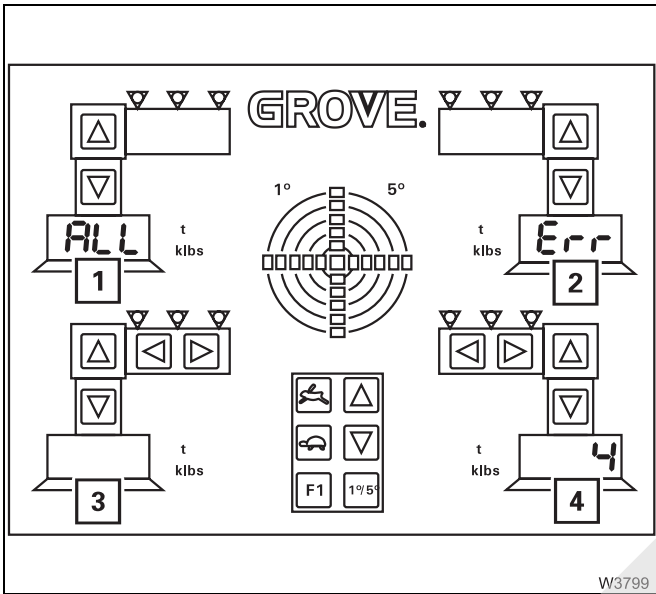 GROVE.
1° 5°
ALL t klbs
t klbs Err
1
2
t klbs
t klbs 4
3
4
F1 1°/5°
W3799